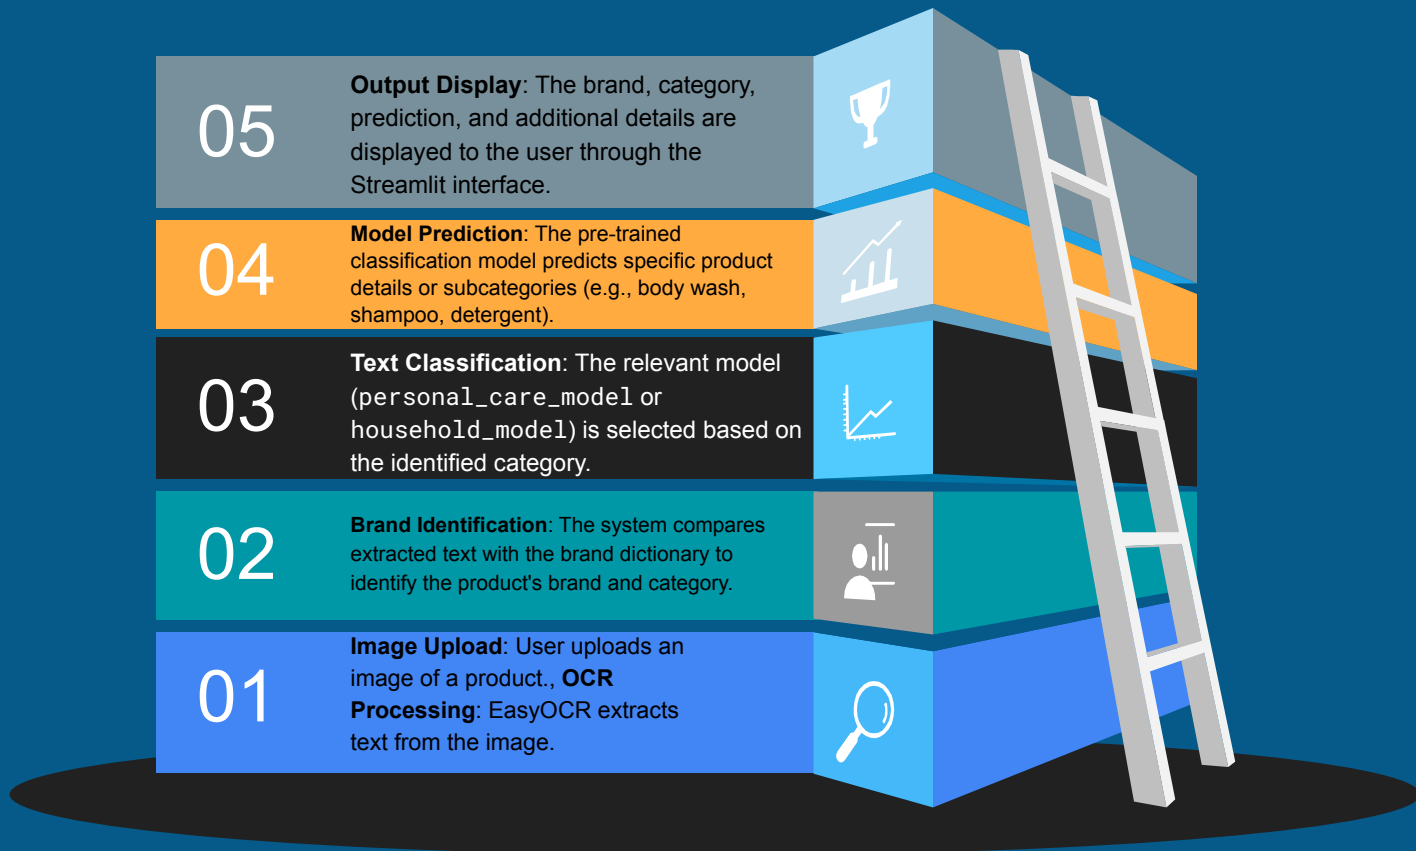 05
Output Display: The brand, category,
prediction, and additional details are
displayed to the user through the
Streamlit interface.
04
Model Prediction: The pre-trained
classification model predicts specific product
details or subcategories (e.g., body wash,
shampoo, detergent).
03
Text Classification: The relevant model
(personal_care_model or
household_model) is selected based on
the identified category.
02
Brand Identification: The system compares
extracted text with the brand dictionary to
identify the product's brand and category.
01
Image Upload: User uploads an
image of a product., OCR
Processing: EasyOCR extracts
text from the image.